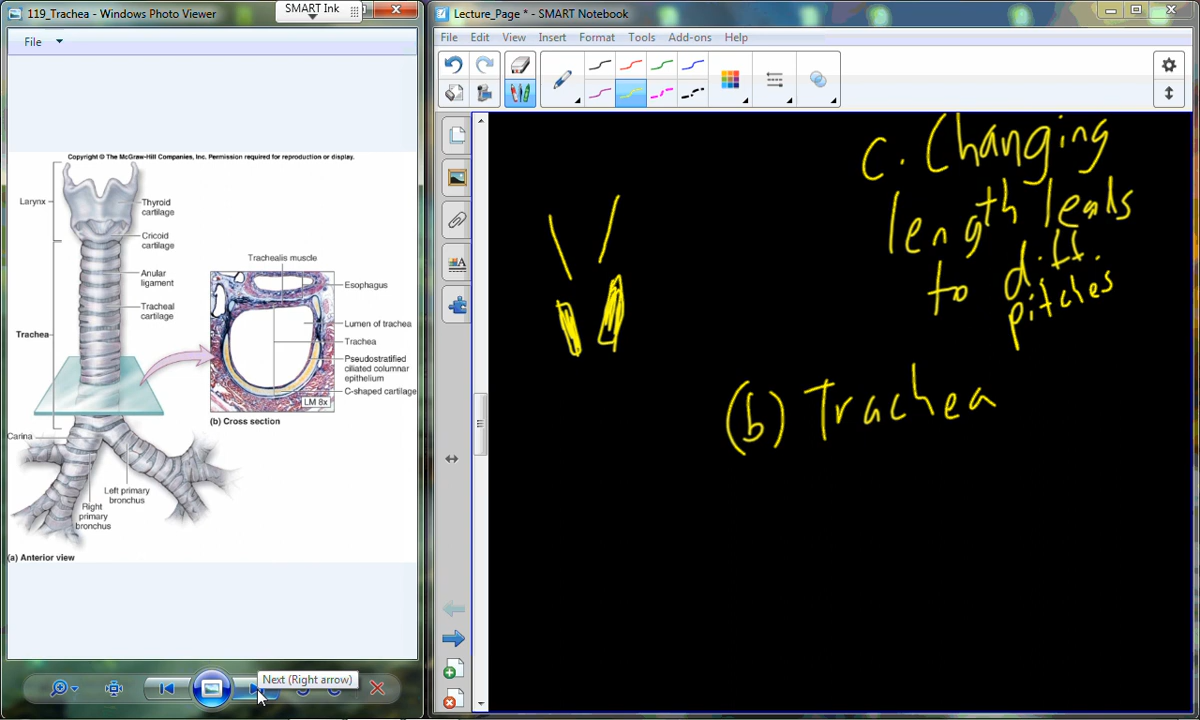 119_Trachea - Windows Photo Viewer
SMART Ink
File
Copyright © The McGraw-Hill Companies, Inc. Permission required for reproduction or display.
Larynx
Thyroid
cartilage
Cricoid
cartilage
Anular
ligament
Tracheal
cartilage
Trachea
Carina
Left primary
bronchus
Right
primary
bronchus
(a) Anterior view
Trachealis muscle
Esophagus
Lumen of trachea
Trachea
Pseudostratified
ciliated columnar
epithelium
C-shaped cartilage
LM 8x
(b) Cross section
Next (Right arrow)
Lecture_Page * - SMART Notebook
File Edit View Insert Format Tools Add-ons Help
C. Changing
length leads
to diff.
pitches
(b) Trachea